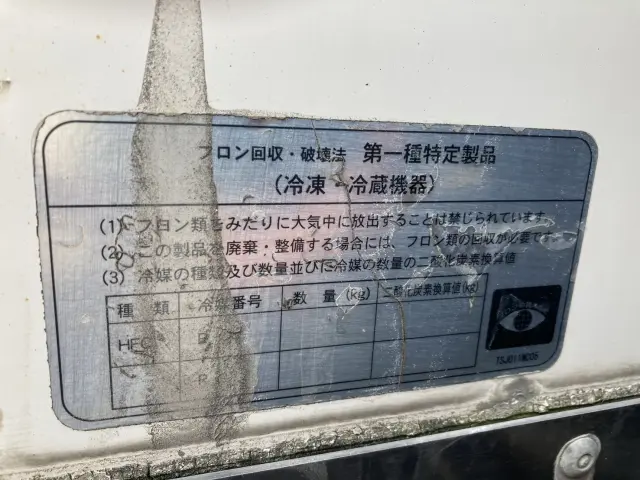 フロン回収・破壊法 第一種特定製品
(冷凍・冷蔵機器)
(1) フロン類をみだりに大気中に放出することは禁じられています。
(2) この製品を廃棄・整備する場合には、フロン類の回収が必要です。
(3) 冷媒の種類及び数量並びに冷媒の数量の二酸化炭素換算値
種類 冷媒番号 数量(kg) 二酸化炭素換算値(kg)
HFC R
R